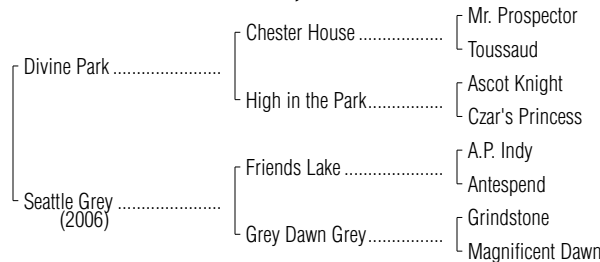 Mr. Prospector
Chester House ..................
Toussaud
Divine Park .......................
Ascot Knight
High in the Park................
Czar's Princess
A.P. Indy
Friends Lake .....................
Antespend
Seattle Grey ......................
(2006)
Grindstone
Grey Dawn Grey................
Magnificent Dawn